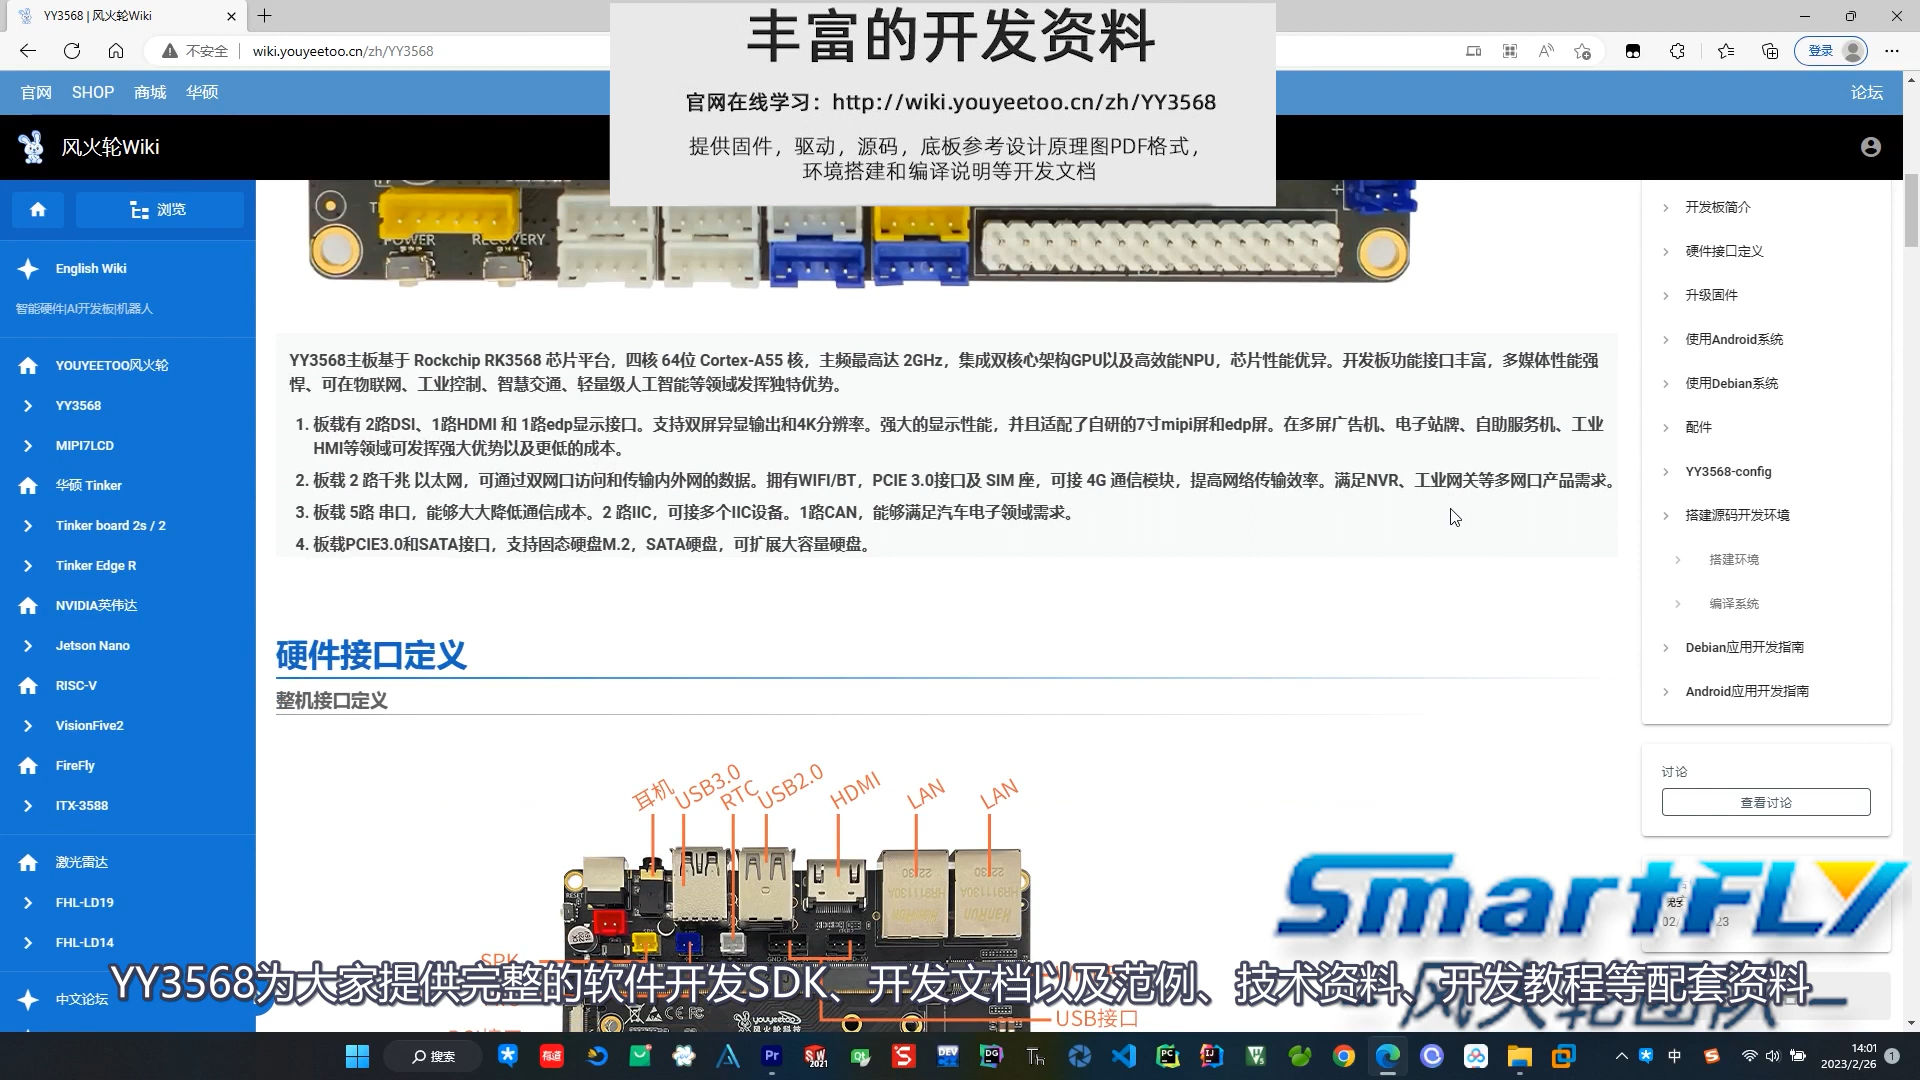 YY3568 | 风火轮Wiki
丰富的开发资料
不安全
wiki.youyeetoo.cn/zh/YY3568
登录
官网 SHOP 商城 华硕
论坛
官网在线学习：http://wiki.youyeetoo.cn/zh/YY3568
风火轮Wiki
提供固件，驱动，源码，底板参考设计原理图PDF格式，
环境搭建和编译说明等开发文档
浏览
English Wiki
智能硬件|AI开发板|机器人
YOUYEETOO风火轮
YY3568
MIPI7LCD
华硕 Tinker
Tinker board 2s / 2
Tinker Edge R
NVIDIA英伟达
Jetson Nano
RISC-V
VisionFive2
FireFly
ITX-3588
激光雷达
FHL-LD19
FHL-LD14
中文论坛
POWER
RECOVERY
YY3568主板基于 Rockchip RK3568 芯片平台，四核 64位 Cortex-A55 核，主频最高达 2GHz，集成双核心架构GPU以及高效能NPU，芯片性能优异。开发板功能接口丰富，多媒体性能强
悍、可在物联网、工业控制、智慧交通、轻量级人工智能等领域发挥独特优势。
1. 板载有 2路DSI、1路HDMI 和 1路edp显示接口。支持双屏异显输出和4K分辨率。强大的显示性能，并且适配了自研的7寸mipi屏和edp屏。在多屏广告机、电子站牌、自助服务机、工业
HMI等领域可发挥强大优势以及更低的成本。
2. 板载 2 路千兆 以太网，可通过双网口访问和传输内外网的数据。拥有WIFI/BT，PCIE 3.0接口及 SIM 座，可接 4G 通信模块，提高网络传输效率。满足NVR、工业网关等多网口产品需求。
3. 板载 5路 串口，能够大大降低通信成本。2 路IIC，可接多个IIC设备。1路CAN，能够满足汽车电子领域需求。
4. 板载PCIE3.0和SATA接口，支持固态硬盘M.2，SATA硬盘，可扩展大容量硬盘。
硬件接口定义
整机接口定义
耳机
USB3.0
RTC
USB2.0
HDMI
LAN
LAN
RESET
SPK
USB接口
youyeetoo
风火轮科技
开发板简介
硬件接口定义
升级固件
使用Android系统
使用Debian系统
配件
YY3568-config
搭建源码开发环境
搭建环境
编译系统
Debian应用开发指南
Android应用开发指南
讨论
查看讨论
SmartFLY
YY3568为大家提供完整的软件开发SDK、开发文档以及范例、技术资料、开发教程等配套资料
搜索
中
14:01
2023/2/26